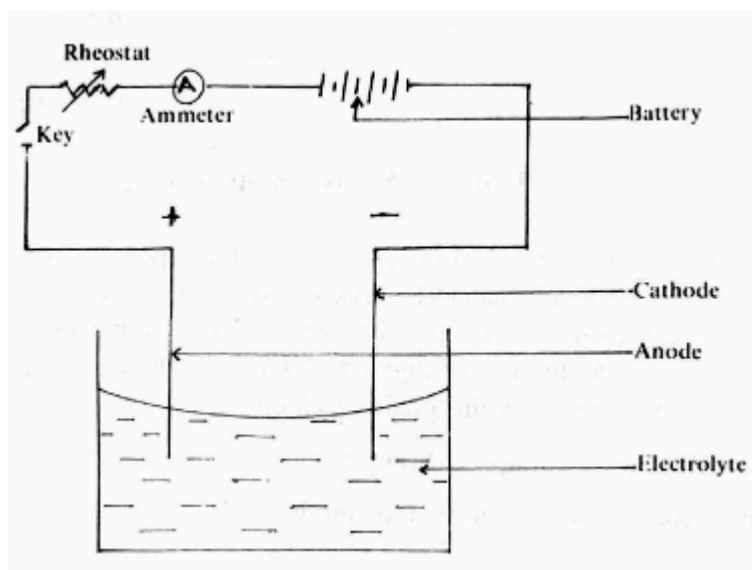 Rheostat
A
Ammeter
Key
Battery
+
−
Cathode
Anode
Electrolyte